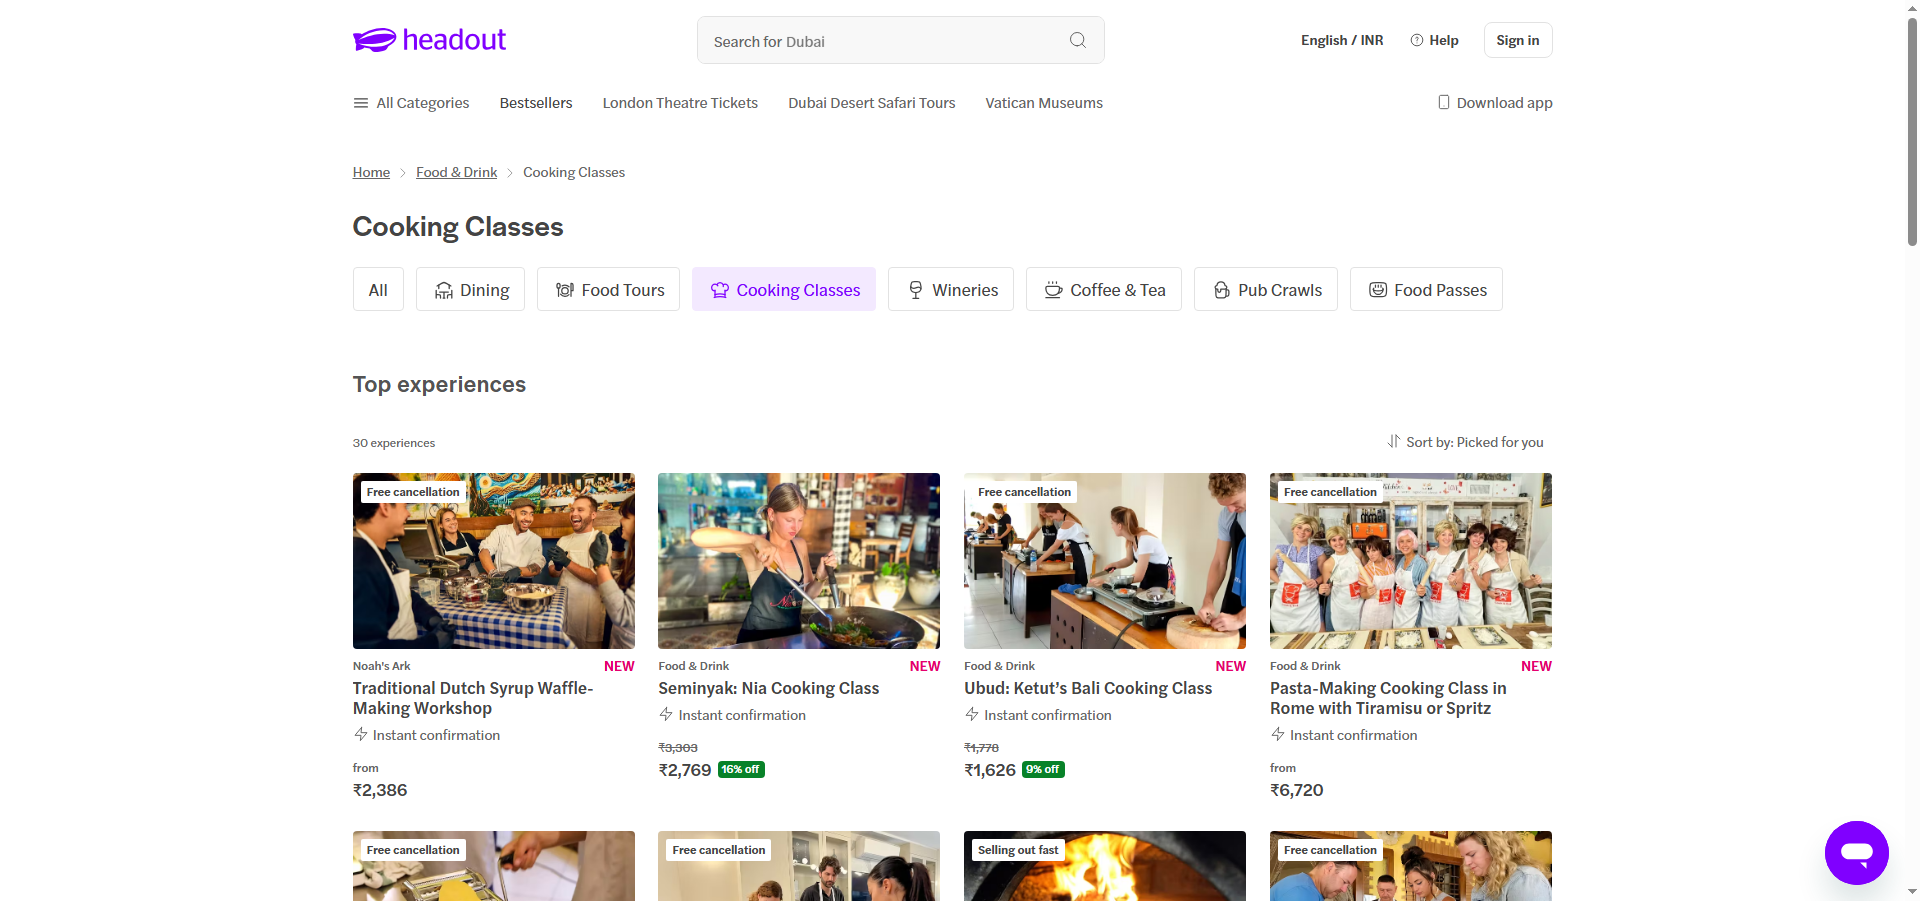 headout
Search for Dubai
English / INR
Help
Sign in
All Categories
Bestsellers
London Theatre Tickets
Dubai Desert Safari Tours
Vatican Museums
Download app
Home
Food & Drink
Cooking Classes
Cooking Classes
All
Dining
Food Tours
Cooking Classes
Wineries
Coffee & Tea
Pub Crawls
Food Passes
Top experiences
30 experiences
Sort by: Picked for you
Free cancellation
Noah's Ark
NEW
Traditional Dutch Syrup Waffle-
Making Workshop
Instant confirmation
from
₹2,386
Food & Drink
NEW
Seminyak: Nia Cooking Class
Instant confirmation
₹3,303
₹2,769
16% off
Free cancellation
Food & Drink
NEW
Ubud: Ketut’s Bali Cooking Class
Instant confirmation
₹1,778
₹1,626
9% off
Free cancellation
Food & Drink
NEW
Pasta-Making Cooking Class in
Rome with Tiramisu or Spritz
Instant confirmation
from
₹6,720
Free cancellation
Free cancellation
Selling out fast
Free cancellation